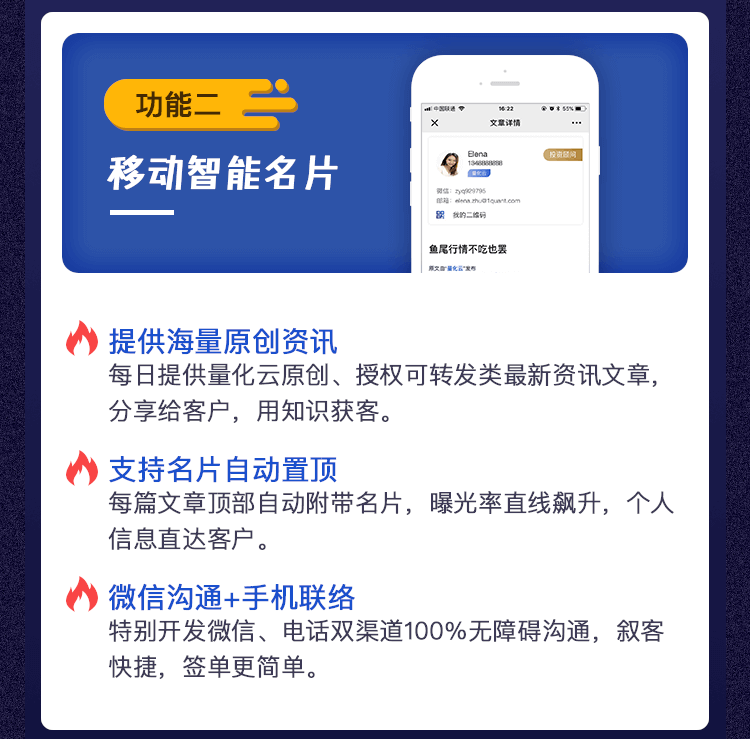 功能二
移动智能名片
中国联通
16:22
55%
文章详情
Elena
1348888888
投资顾问
量化云
微信: zyq929795
邮箱: elena.zhu@1quant.com
我的二维码
鱼尾行情不吃也罢
原文自"量化云"发布
提供海量原创资讯
每日提供量化云原创、授权可转发类最新资讯文章，
分享给客户，用知识获客。
支持名片自动置顶
每篇文章顶部自动附带名片，曝光率直线飙升，个人
信息直达客户。
微信沟通+手机联络
特别开发微信、电话双渠道100%无障碍沟通，叙客
快捷，签单更简单。